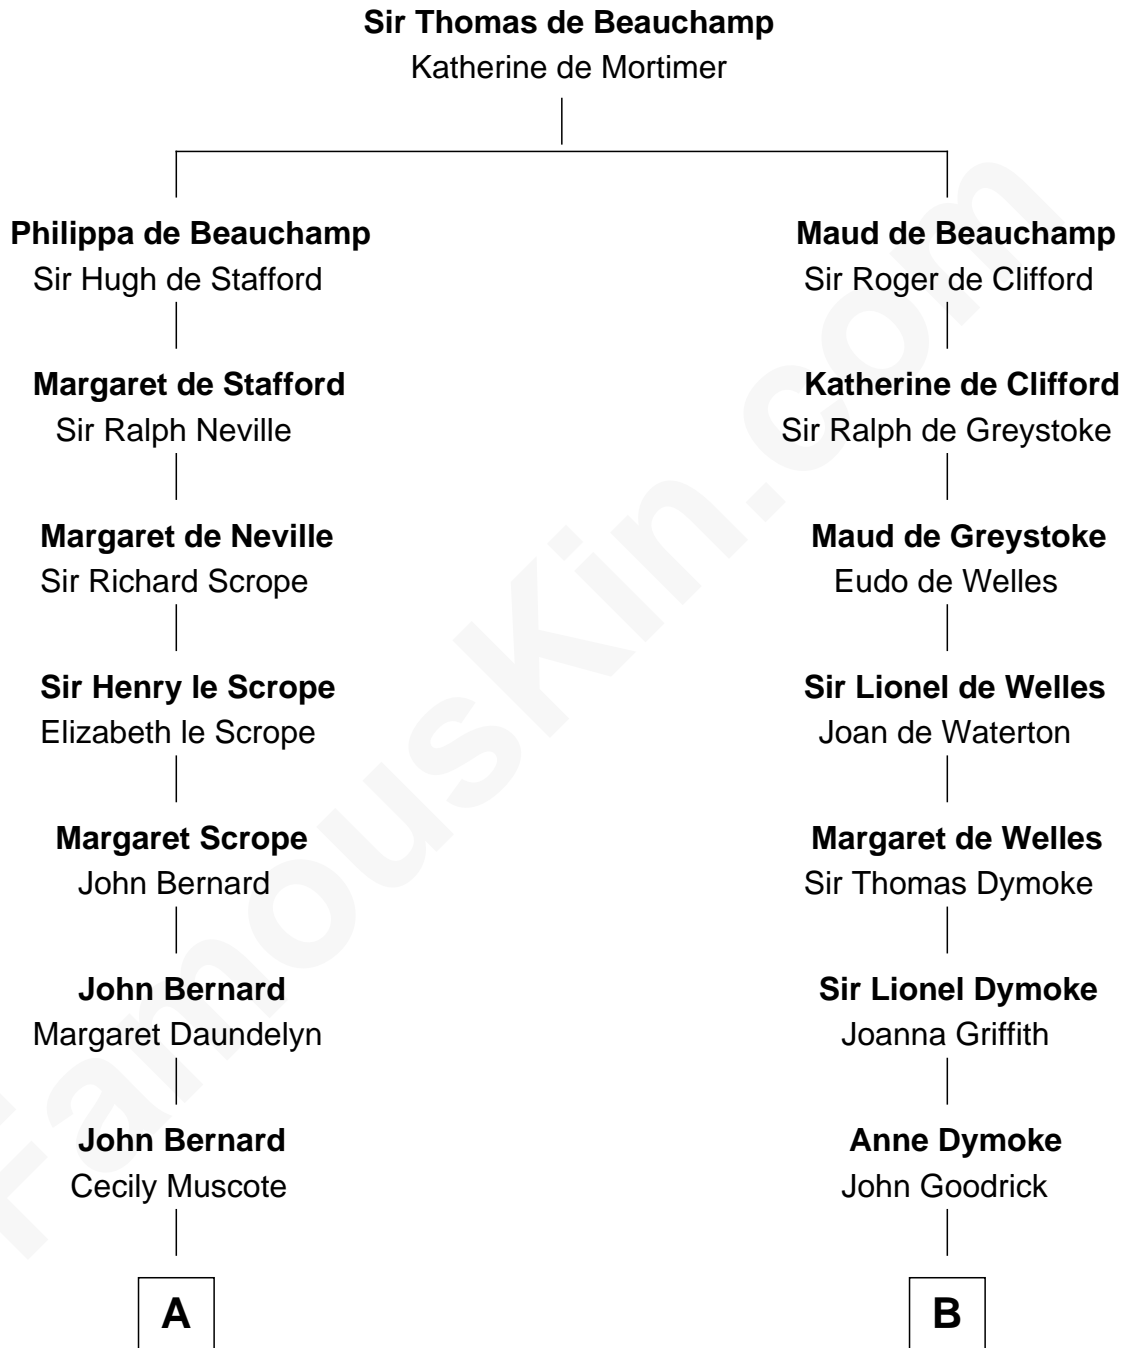 Sir Thomas de Beauchamp
Katherine de Mortimer
Philippa de Beauchamp
Sir Hugh de Stafford
Margaret de Stafford
Sir Ralph Neville
Margaret de Neville
Sir Richard Scrope
Sir Henry le Scrope
Elizabeth le Scrope
Margaret Scrope
John Bernard
John Bernard
Margaret Daundelyn
John Bernard
Cecily Muscote
A
Maud de Beauchamp
Sir Roger de Clifford
Katherine de Clifford
Sir Ralph de Greystoke
Maud de Greystoke
Eudo de Welles
Sir Lionel de Welles
Joan de Waterton
Margaret de Welles
Sir Thomas Dymoke
Sir Lionel Dymoke
Joanna Griffith
Anne Dymoke
John Goodrick
B
FamousKin.com